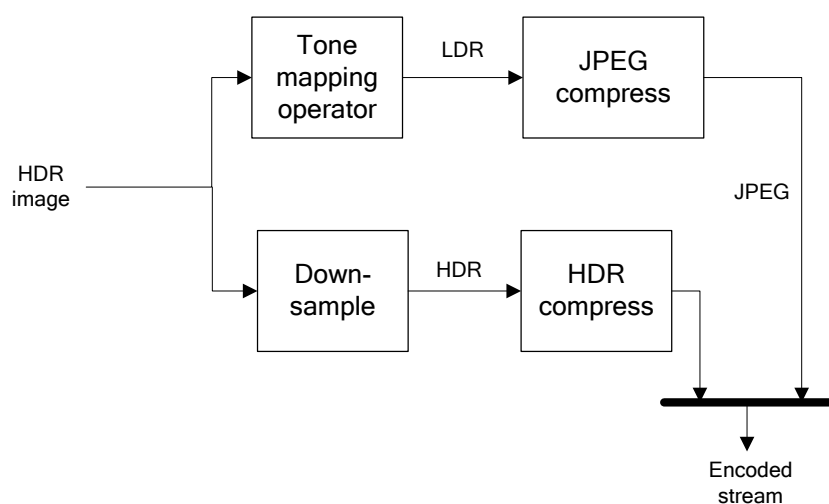 Tone
mapping
operator
LDR
JPEG
compress
HDR
image
JPEG
Down-
sample
HDR
HDR
compress
Encoded
stream